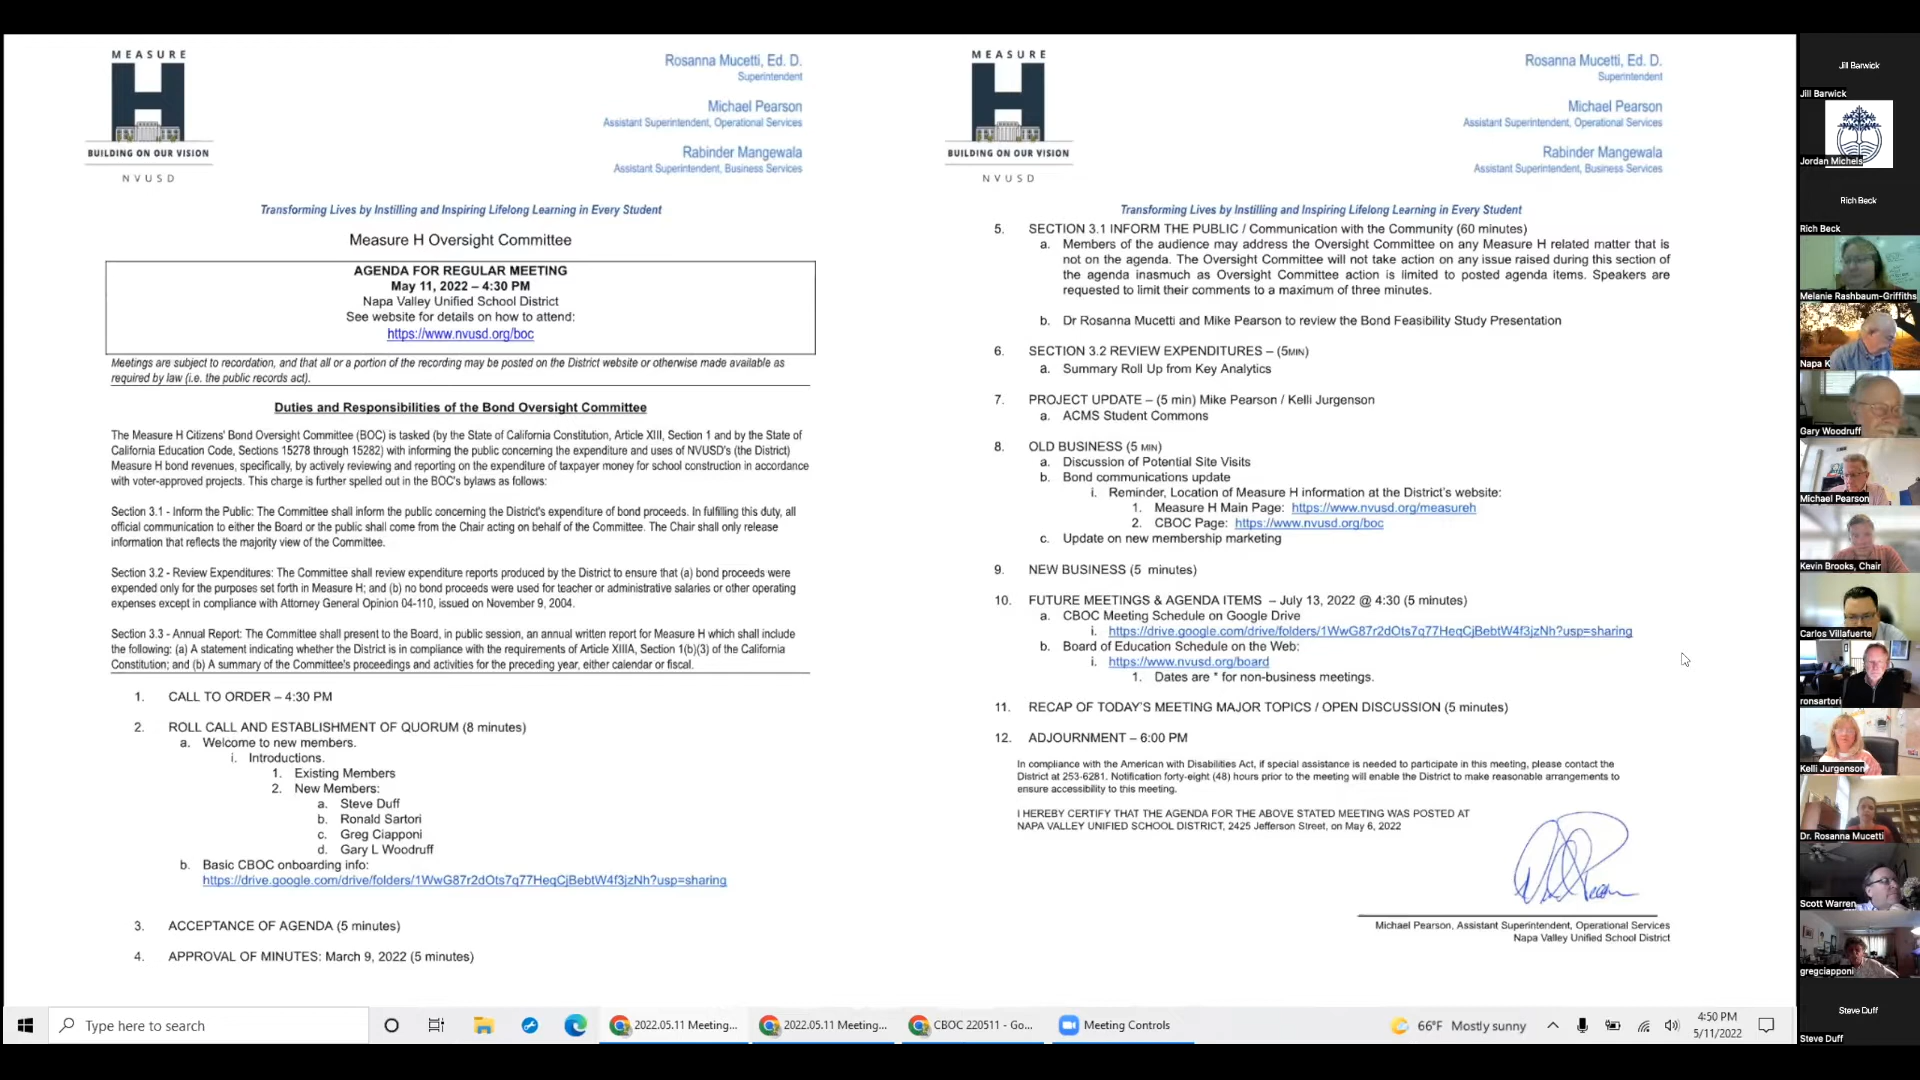 MEASURE
H
BUILDING ON OUR VISION
NVUSD
Rosanna Mucetti, Ed. D.
Superintendent
Michael Pearson
Assistant Superintendent, Operational Services
Rabinder Mangewala
Assistant Superintendent, Business Services
Transforming Lives by Instilling and Inspiring Lifelong Learning in Every Student
Measure H Oversight Committee
AGENDA FOR REGULAR MEETING
May 11, 2022 – 4:30 PM
Napa Valley Unified School District
See website for details on how to attend:
https://www.nvusd.org/boc
Meetings are subject to recordation, and that all or a portion of the recording may be posted on the District website or otherwise made available as
required by law (i.e. the public records act).
Duties and Responsibilities of the Bond Oversight Committee
The Measure H Citizens' Bond Oversight Committee (BOC) is tasked (by the State of California Constitution, Article XIII, Section 1 and by the State of
California Education Code, Sections 15278 through 15282) with informing the public concerning the expenditure and uses of NVUSD's (the District)
Measure H bond revenues, specifically, by actively reviewing and reporting on the expenditure of taxpayer money for school construction in accordance
with voter-approved projects. This charge is further spelled out in the BOC's bylaws as follows:
Section 3.1 - Inform the Public: The Committee shall inform the public concerning the District's expenditure of bond proceeds. In fulfilling this duty, all
official communication to either the Board or the public shall come from the Chair acting on behalf of the Committee. The Chair shall only release
information that reflects the majority view of the Committee.
Section 3.2 - Review Expenditures: The Committee shall review expenditure reports produced by the District to ensure that (a) bond proceeds were
expended only for the purposes set forth in Measure H; and (b) no bond proceeds were used for teacher or administrative salaries or other operating
expenses except in compliance with Attorney General Opinion 04-110, issued on November 9, 2004.
Section 3.3 - Annual Report: The Committee shall present to the Board, in public session, an annual written report for Measure H which shall include
the following: (a) A statement indicating whether the District is in compliance with the requirements of Article XIIIA, Section 1(b)(3) of the California
Constitution; and (b) A summary of the Committee's proceedings and activities for the preceding year, either calendar or fiscal.
1. CALL TO ORDER – 4:30 PM
2. ROLL CALL AND ESTABLISHMENT OF QUORUM (8 minutes)
a. Welcome to new members.
i. Introductions.
1. Existing Members
2. New Members:
a. Steve Duff
b. Ronald Sartori
c. Greg Ciapponi
d. Gary L Woodruff
b. Basic CBOC onboarding info:
https://drive.google.com/drive/folders/1WwG87r2dOts7q77HeqCjBebtW4f3jzNh?usp=sharing
3. ACCEPTANCE OF AGENDA (5 minutes)
4. APPROVAL OF MINUTES: March 9, 2022 (5 minutes)
MEASURE
H
BUILDING ON OUR VISION
NVUSD
Rosanna Mucetti, Ed. D.
Superintendent
Michael Pearson
Assistant Superintendent, Operational Services
Rabinder Mangewala
Assistant Superintendent, Business Services
Transforming Lives by Instilling and Inspiring Lifelong Learning in Every Student
5. SECTION 3.1 INFORM THE PUBLIC / Communication with the Community (60 minutes)
a. Members of the audience may address the Oversight Committee on any Measure H related matter that is
not on the agenda. The Oversight Committee will not take action on any issue raised during this section of
the agenda inasmuch as Oversight Committee action is limited to posted agenda items. Speakers are
requested to limit their comments to a maximum of three minutes.
b. Dr Rosanna Mucetti and Mike Pearson to review the Bond Feasibility Study Presentation
6. SECTION 3.2 REVIEW EXPENDITURES – (5MIN)
a. Summary Roll Up from Key Analytics
7. PROJECT UPDATE – (5 min) Mike Pearson / Kelli Jurgenson
a. ACMS Student Commons
8. OLD BUSINESS (5 MIN)
a. Discussion of Potential Site Visits
b. Bond communications update
i. Reminder, Location of Measure H information at the District's website:
1. Measure H Main Page: https://www.nvusd.org/measureh
2. CBOC Page: https://www.nvusd.org/boc
c. Update on new membership marketing
9. NEW BUSINESS (5 minutes)
10. FUTURE MEETINGS & AGENDA ITEMS – July 13, 2022 @ 4:30 (5 minutes)
a. CBOC Meeting Schedule on Google Drive
i. https://drive.google.com/drive/folders/1WwG87r2dOts7q77HeqCjBebtW4f3jzNh?usp=sharing
b. Board of Education Schedule on the Web:
i. https://www.nvusd.org/board
1. Dates are * for non-business meetings.
11. RECAP OF TODAY'S MEETING MAJOR TOPICS / OPEN DISCUSSION (5 minutes)
12. ADJOURNMENT – 6:00 PM
In compliance with the American with Disabilities Act, if special assistance is needed to participate in this meeting, please contact the
District at 253-6281. Notification forty-eight (48) hours prior to the meeting will enable the District to make reasonable arrangements to
ensure accessibility to this meeting.
I HEREBY CERTIFY THAT THE AGENDA FOR THE ABOVE STATED MEETING WAS POSTED AT
NAPA VALLEY UNIFIED SCHOOL DISTRICT, 2425 Jefferson Street, on May 6, 2022
Michael Pearson, Assistant Superintendent, Operational Services
Napa Valley Unified School District
Jill Barwick
Jill Barwick
Jordan Michels
Rich Beck
Rich Beck
Melanie Rashbaum-Griffiths
Napa K
Gary Woodruff
Michael Pearson
Kevin Brooks, Chair
Carlos Villafuerte
ronsartori
Kelli Jurgenson
Dr. Rosanna Mucetti
Scott Warren
gregciapponi
Steve Duff
Steve Duff
Type here to search
2022.05.11 Meeting...
2022.05.11 Meeting...
CBOC 220511 - Go...
Meeting Controls
66°F Mostly sunny
4:50 PM
5/11/2022